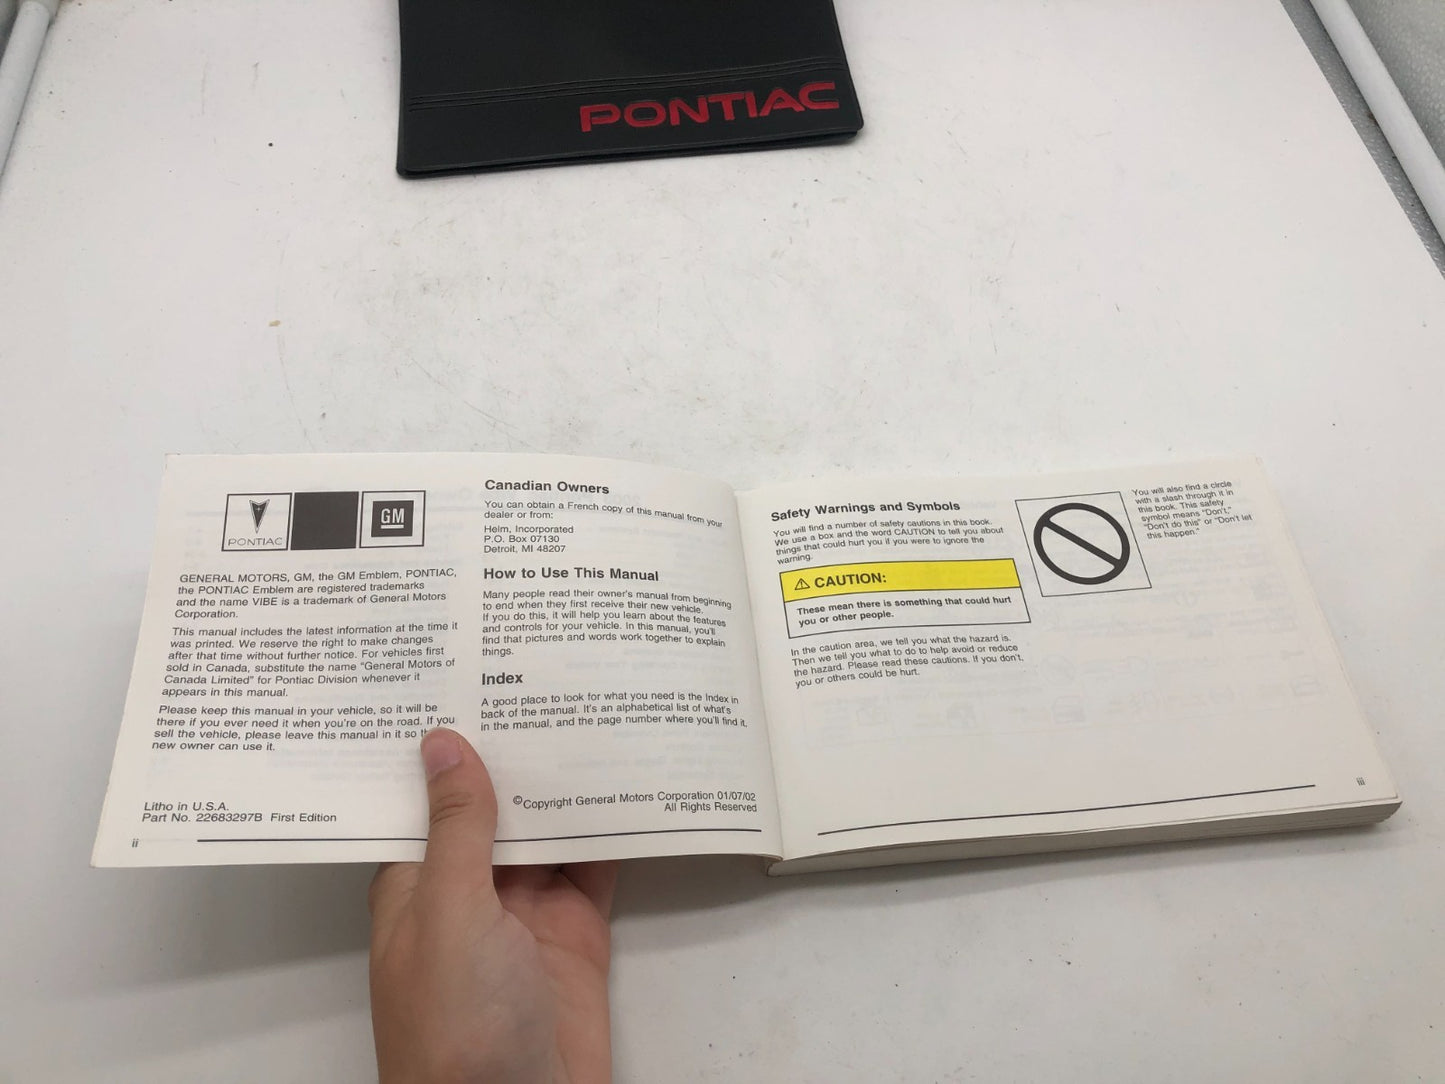 PONTIAC
PONTIAC
GM
GENERAL MOTORS, GM, the GM Emblem, PONTIAC,
the PONTIAC Emblem are registered trademarks
and the name VIBE is a trademark of General Motors
Corporation.
This manual includes the latest information at the time it
was printed. We reserve the right to make changes
after that time without further notice. For vehicles first
sold in Canada, substitute the name "General Motors of
Canada Limited" for Pontiac Division whenever it
appears in this manual.
Please keep this manual in your vehicle, so it will be
there if you ever need it when you're on the road. If you
sell the vehicle, please leave this manual in it so
new owner can use it.
Litho in U.S.A.
Part No. 22683297B First Edition
ii
Canadian Owners
You can obtain a French copy of this manual from your
dealer or from:
Helm, Incorporated
P.O. Box 07130
Detroit, MI 48207
How to Use This Manual
Many people read their owner's manual from beginning
to end when they first receive their new vehicle.
If you do this, it will help you learn about the features
and controls for your vehicle. In this manual, you'll
find that pictures and words work together to explain
things.
Index
A good place to look for what you need is the Index in
back of the manual. It's an alphabetical list of what's
in the manual, and the page number where you'll find it.
©Copyright General Motors Corporation 01/07/02
All Rights Reserved
Safety Warnings and Symbols
You will find a number of safety cautions in this book.
We use a box and the word CAUTION to tell you about
things that could hurt you if you were to ignore the
warning.
CAUTION:
These mean there is something that could hurt
you or other people.
In the caution area, we tell you what the hazard is.
Then we tell you what to do to help avoid or reduce
the hazard. Please read these cautions. If you don't,
you or others could be hurt.
You will also find a circle
with a slash through it in
this book. This safety
symbol means "Don't,"
"Don't do this" or "Don't let
this happen."
iii